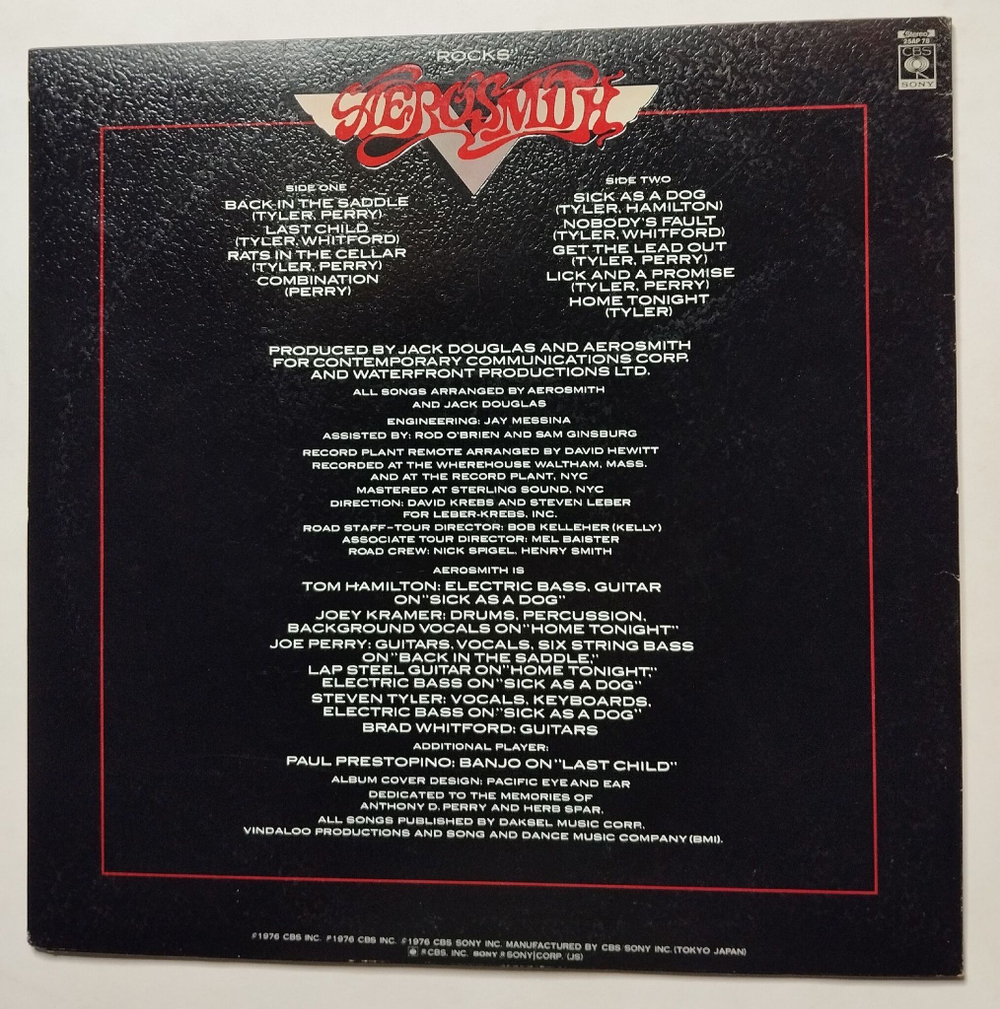 "ROCKS"
Stereo
25AP 78
CBS
SONY
AEROSMITH
SIDE ONE
BACK IN THE SADDLE
(TYLER, PERRY)
LAST CHILD
(TYLER, WHITFORD)
RATS IN THE CELLAR
(TYLER, PERRY)
COMBINATION
(PERRY)
SIDE TWO
SICK AS A DOG
(TYLER, HAMILTON)
NOBODY'S FAULT
(TYLER, WHITFORD)
GET THE LEAD OUT
(TYLER, PERRY)
LICK AND A PROMISE
(TYLER, PERRY)
HOME TONIGHT
(TYLER)
PRODUCED BY JACK DOUGLAS AND AEROSMITH
FOR CONTEMPORARY COMMUNICATIONS CORP.
AND WATERFRONT PRODUCTIONS LTD.
ALL SONGS ARRANGED BY AEROSMITH
AND JACK DOUGLAS
ENGINEERING: JAY MESSINA
ASSISTED BY: ROD O'BRIEN AND SAM GINSBURG
RECORD PLANT REMOTE ARRANGED BY DAVID HEWITT
RECORDED AT THE WHEREHOUSE WALTHAM, MASS.
AND AT THE RECORD PLANT, NYC
MASTERED AT STERLING SOUND, NYC
DIRECTION: DAVID KREBS AND STEVEN LEBER
FOR LEBER-KREBS, INC.
ROAD STAFF-TOUR DIRECTOR: BOB KELLEHER (KELLY)
ASSOCIATE TOUR DIRECTOR: MEL BAISTER
ROAD CREW: NICK SPIGEL, HENRY SMITH
AEROSMITH IS
TOM HAMILTON: ELECTRIC BASS, GUITAR
ON "SICK AS A DOG"
JOEY KRAMER: DRUMS, PERCUSSION,
BACKGROUND VOCALS ON "HOME TONIGHT"
JOE PERRY: GUITARS, VOCALS, SIX STRING BASS
ON "BACK IN THE SADDLE,"
LAP STEEL GUITAR ON "HOME TONIGHT,"
ELECTRIC BASS ON "SICK AS A DOG"
STEVEN TYLER: VOCALS, KEYBOARDS,
ELECTRIC BASS ON "SICK AS A DOG"
BRAD WHITFORD: GUITARS
ADDITIONAL PLAYER:
PAUL PRESTOPINO: BANJO ON "LAST CHILD"
ALBUM COVER DESIGN: PACIFIC EYE AND EAR
DEDICATED TO THE MEMORIES OF
ANTHONY D. PERRY AND HERB SPAR.
ALL SONGS PUBLISHED BY DAKSEL MUSIC CORP.
VINDALOO PRODUCTIONS AND SONG AND DANCE MUSIC COMPANY (BMI).
℗1976 CBS INC. ℗1976 CBS INC. ©1976 CBS SONY INC. MANUFACTURED BY CBS SONY INC. (TOKYO JAPAN)
® CBS. INC. SONY ® SONY CORP. (JS)